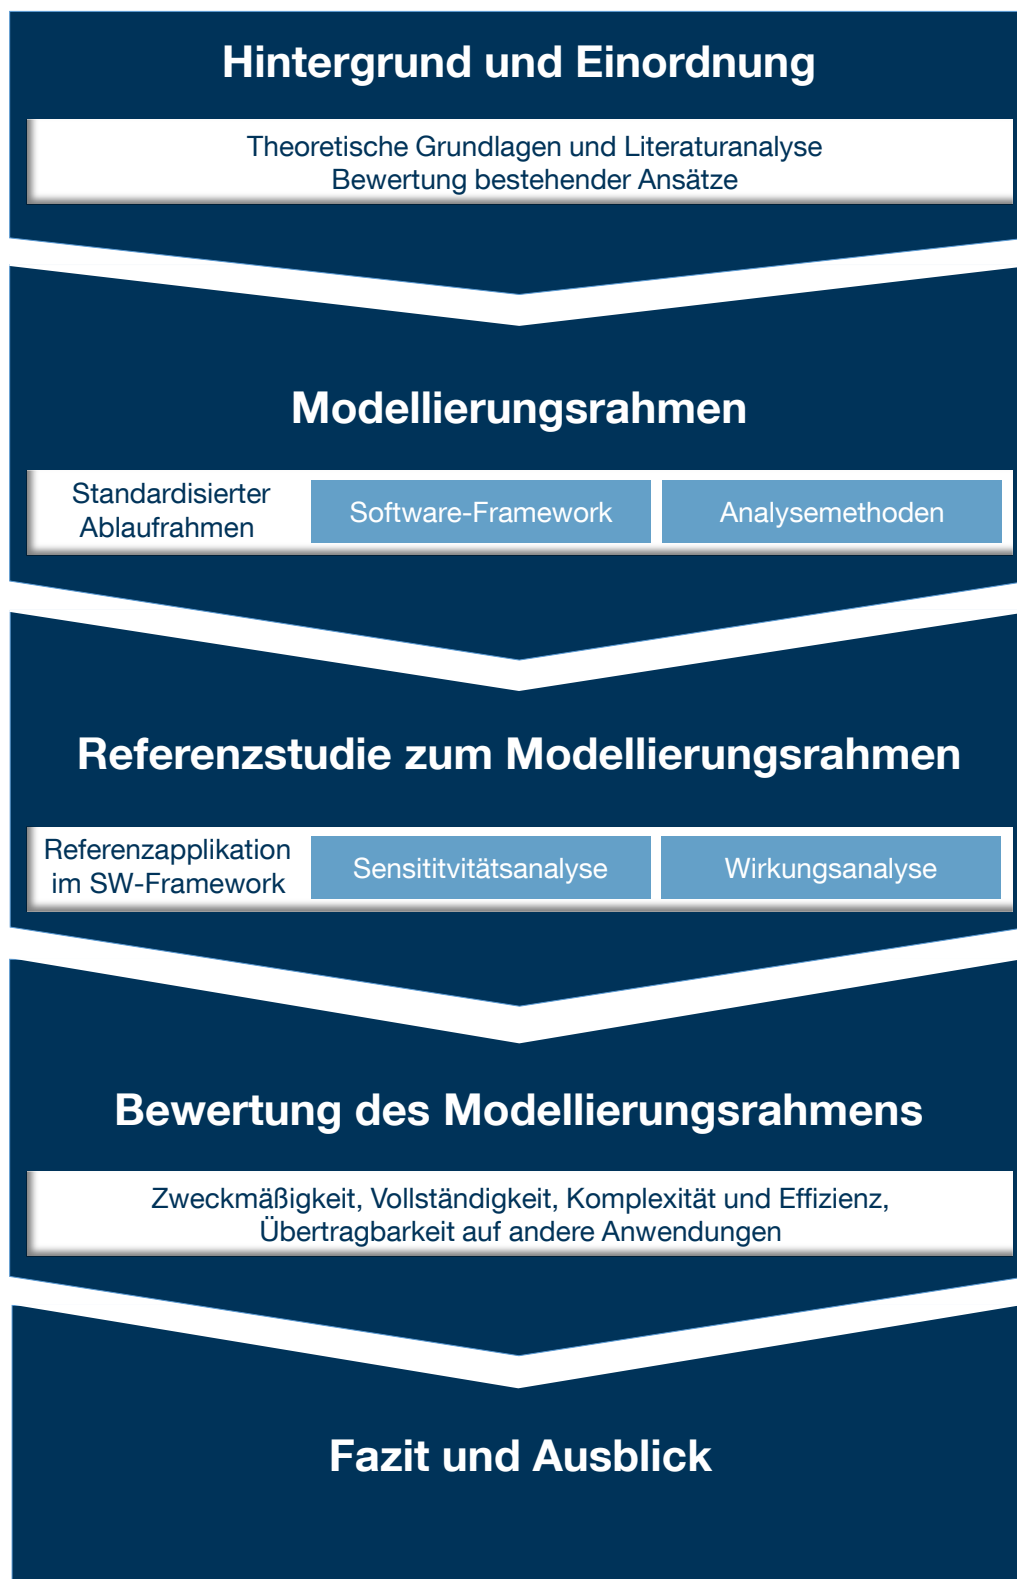 Hintergrund und Einordnung
Theoretische Grundlagen und Literaturanalyse
Bewertung bestehender Ansätze
Modellierungsrahmen
Standardisierter
Ablaufrahmen
Software-Framework
Analysemethoden
Referenzstudie zum Modellierungsrahmen
Referenzapplikation
im SW-Framework
Sensititvitätsanalyse
Wirkungsanalyse
Bewertung des Modellierungsrahmens
Zweckmäßigkeit, Vollständigkeit, Komplexität und Effizienz,
Übertragbarkeit auf andere Anwendungen
Fazit und Ausblick